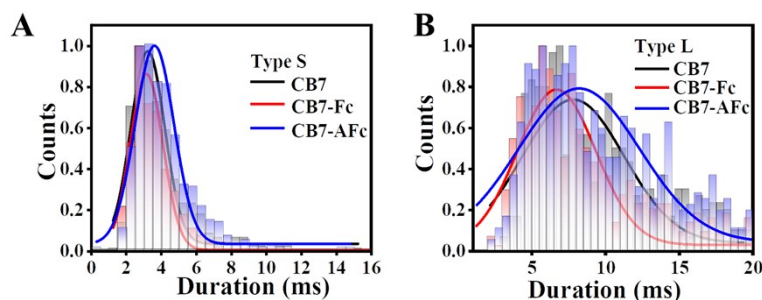 A
Type S
CB7
CB7-Fc
CB7-AFc
Counts
1.0
0.8
0.6
0.4
0.2
0.0
0 2 4 6 8 10 12 14 16
Duration (ms)
B
Type L
CB7
CB7-Fc
CB7-AFc
Counts
1.0
0.8
0.6
0.4
0.2
0.0
5 10 15 20
Duration (ms)